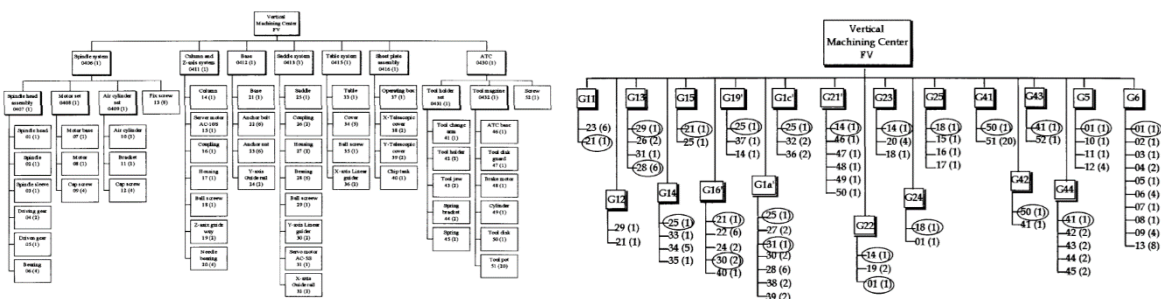 Vertical
Machining Center
FV
Spindle system
0406 (1)
Column and
Z-axis system
0411 (1)
Base
0412 (1)
Saddle system
0413 (1)
Table system
0415 (1)
Sheet plate
assembly
0416 (1)
ATC
0430 (1)
Spindle head
assembly
0407 (1)
Motor set
0408 (1)
Air cylinder
set
0409 (1)
Fix screw
13 (8)
Column
14 (1)
Base
21 (1)
Saddle
25 (1)
Table
33 (1)
Operating box
37 (1)
Tool holder
set
0431 (1)
Tool magazine
0432 (1)
Screw
52 (1)
Spindle head
01 (1)
Spindle
02 (1)
Spindle sleeve
03 (1)
Driving gear
04 (2)
Driven gear
05 (1)
Bearing
06 (4)
Motor base
07 (1)
Motor
08 (1)
Cap screw
09 (4)
Air cylinder
10 (1)
Bracket
11 (1)
Cap screw
12 (4)
Servo motor
AC-10S
15 (1)
Coupling
16 (1)
Housing
17 (1)
Ball screw
18 (1)
Z-axis guide
way
19 (2)
Needle
bearing
20 (4)
Anchor bolt
22 (6)
Anchor nut
23 (6)
Y-axis
Guide rail
24 (2)
Coupling
26 (2)
Housing
27 (2)
Bearing
28 (6)
Ball screw
29 (1)
Y-axis Linear
guider
30 (2)
Servo motor
AC-5S
31 (1)
X-axis
Guide rail
32 (2)
Cover
34 (5)
Ball screw
35 (1)
X-axis Linear
guider
36 (2)
X-Telescopic
cover
38 (2)
Y-Telescopic
cover
39 (2)
Chip tank
40 (1)
Tool change
arm
41 (1)
Tool holder
42 (2)
Tool jaw
43 (2)
Spring
bracket
44 (2)
Spring
45 (2)
ATC base
46 (1)
Tool disk
guard
47 (1)
Brake motor
48 (1)
Cylinder
49 (1)
Tool disk
50 (1)
Tool pot
51 (20)
Vertical
Machining Center
FV
G11
G13
G15
G19'
G1c'
G21'
G23
G25
G41
G43
G5
G6
23 (6)
21 (1)
29 (1)
26 (2)
31 (1)
28 (6)
21 (1)
25 (1)
25 (1)
37 (1)
14 (1)
25 (1)
32 (2)
36 (2)
14 (1)
46 (1)
47 (1)
48 (1)
49 (1)
50 (1)
14 (1)
20 (4)
18 (1)
18 (1)
15 (1)
16 (1)
17 (1)
50 (1)
51 (20)
41 (1)
52 (1)
01 (1)
10 (1)
11 (1)
12 (4)
01 (1)
02 (1)
03 (1)
04 (2)
05 (1)
06 (4)
07 (1)
08 (1)
09 (4)
13 (8)
G12
29 (1)
21 (1)
G14
25 (1)
33 (1)
34 (5)
35 (1)
G16'
21 (1)
22 (6)
24 (2)
30 (2)
40 (1)
G1a'
25 (1)
27 (2)
31 (1)
30 (2)
28 (6)
38 (2)
39 (2)
G22
14 (1)
19 (2)
01 (1)
G24
18 (1)
01 (1)
G42
50 (1)
41 (1)
G44
41 (1)
42 (2)
43 (2)
44 (2)
45 (2)